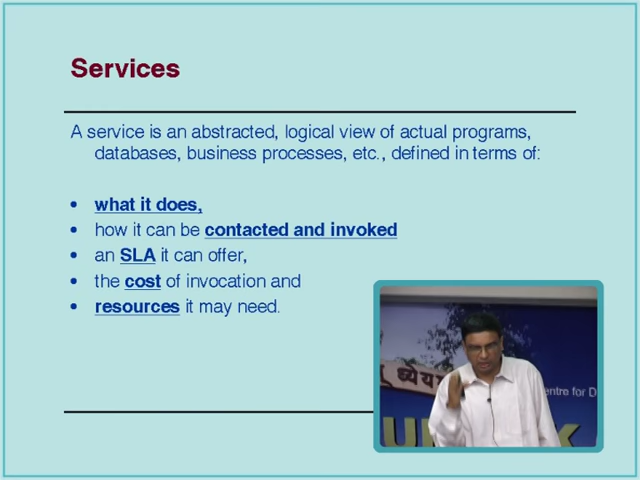 Services
A service is an abstracted, logical view of actual programs,
databases, business processes, etc., defined in terms of:
• what it does,
• how it can be contacted and invoked
• an SLA it can offer,
• the cost of invocation and
• resources it may need.
ध्येय
entre for D